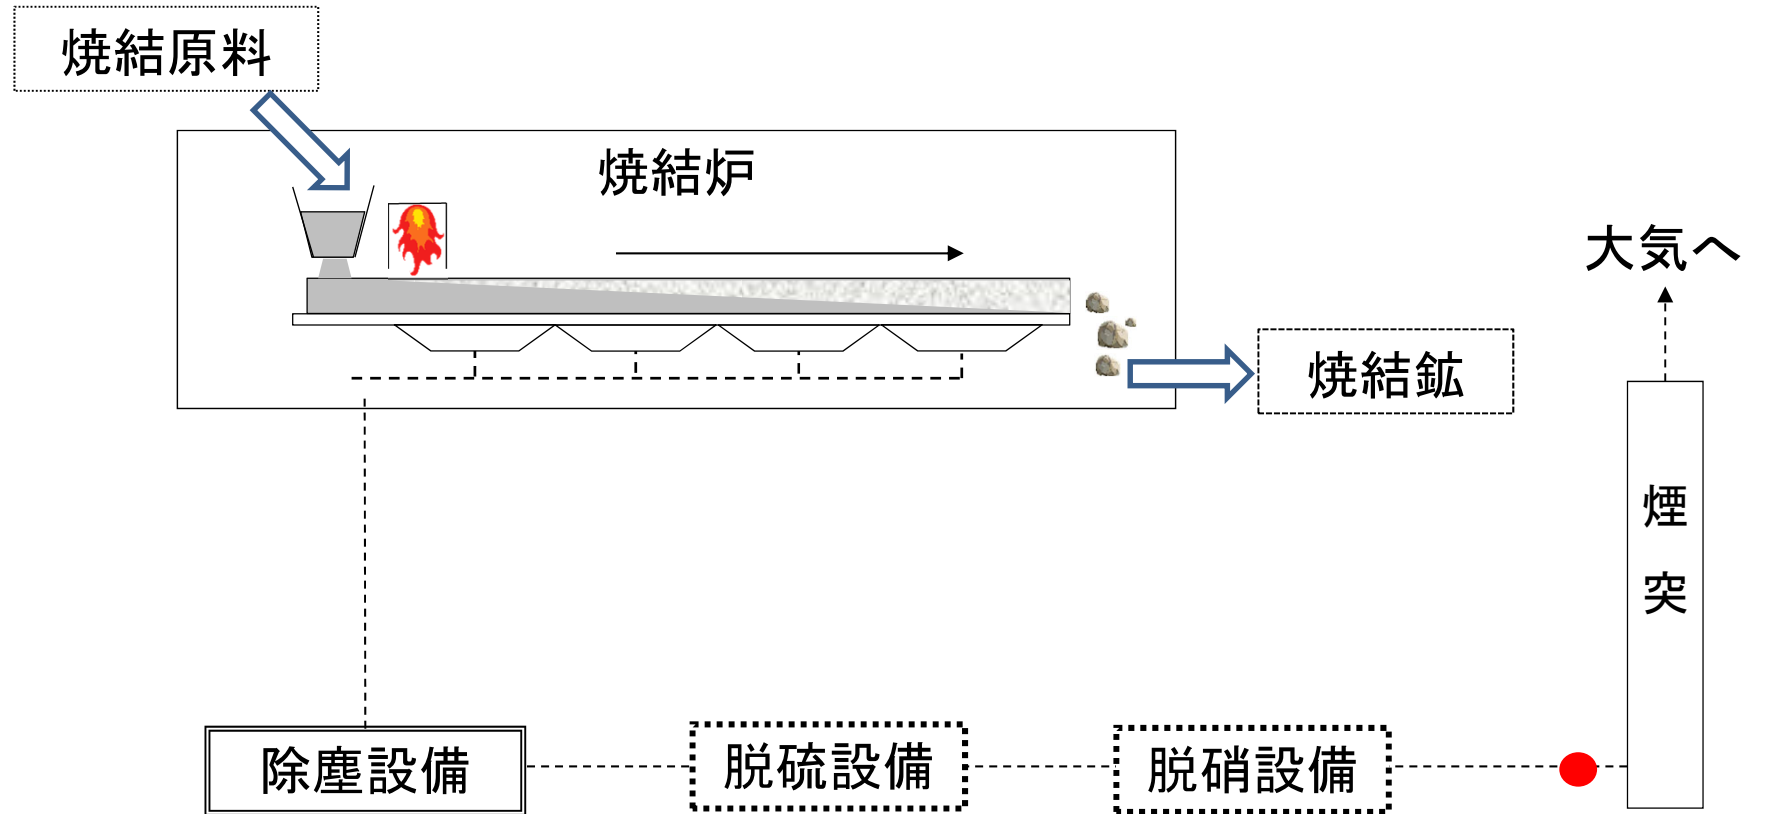 焼結原料
焼結炉
大気へ
焼結鉱
煙
突
除塵設備
脱硫設備
脱硝設備